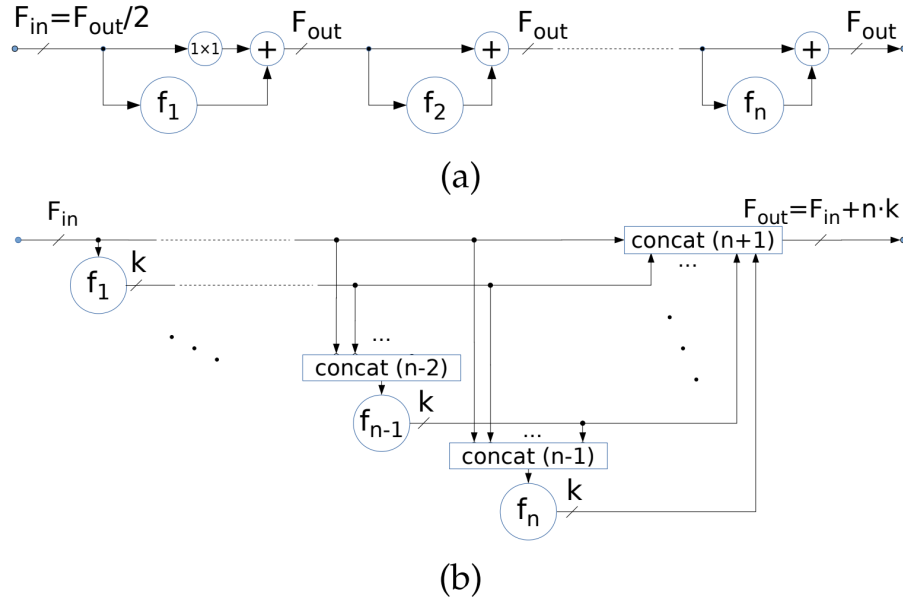 F_in=F_out/2 1×1 + F_out + F_out + F_out
f_1 f_2 f_n
(a)
F_in F_out=F_in+n·k
concat (n+1)
f_1 k ...
...
concat (n-2)
f_n-1 k
...
concat (n-1)
f_n k
(b)